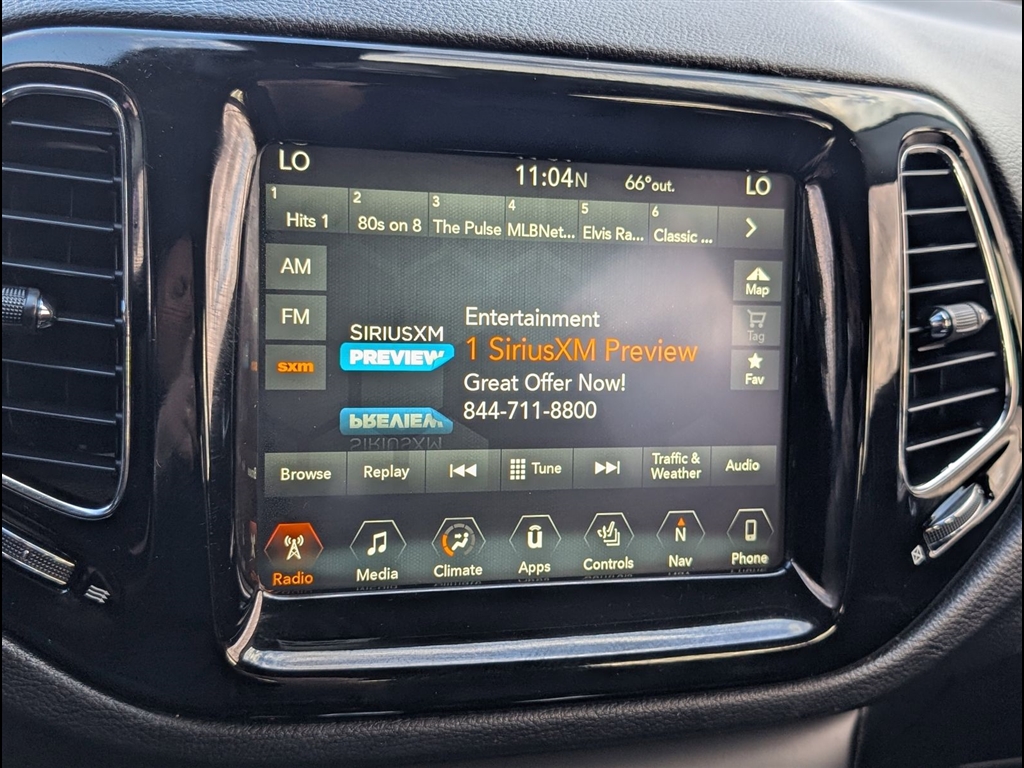 LO 11:04N 66°out. LO
1 2 3 4 5 6
Hits 1 80s on 8 The Pulse MLBNet... Elvis Ra... Classic ...
AM
FM
sxm
SIRIUSXM
PREVIEW
Entertainment
1 SiriusXM Preview
Great Offer Now!
844-711-8800
Map
Tag
Fav
Browse Replay Tune Traffic & Weather Audio
Radio Media Climate u Apps Controls N Nav Phone